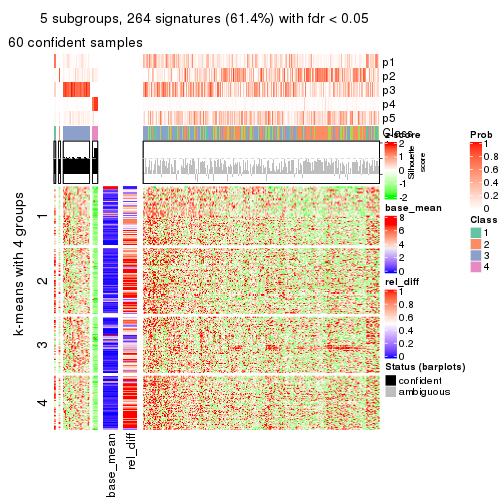 5 subgroups, 264 signatures (61.4%) with fdr < 0.05
60 confident samples
p1
p2
p3
p4
p5
Class
k-means with 4 groups
1
2
3
4
base_mean
rel_diff
Silhouette
score
z-score
2
1
0
-1
-2
base_mean
8
6
4
2
0
rel_diff
1
0.8
0.6
0.4
0.2
0
Status (barplots)
confident
ambiguous
Prob
1
0.8
0.6
0.4
0.2
0
Class
1
2
3
4